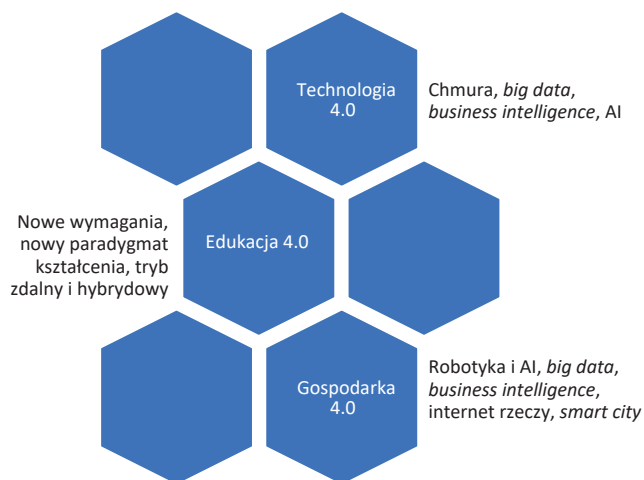 Technologia
4.0
Chmura, big data,
business intelligence, AI
Nowe wymagania,
nowy paradygmat
kształcenia, tryb
zdalny i hybrydowy
Edukacja 4.0
Gospodarka
4.0
Robotyka i AI, big data,
business intelligence,
internet rzeczy, smart city